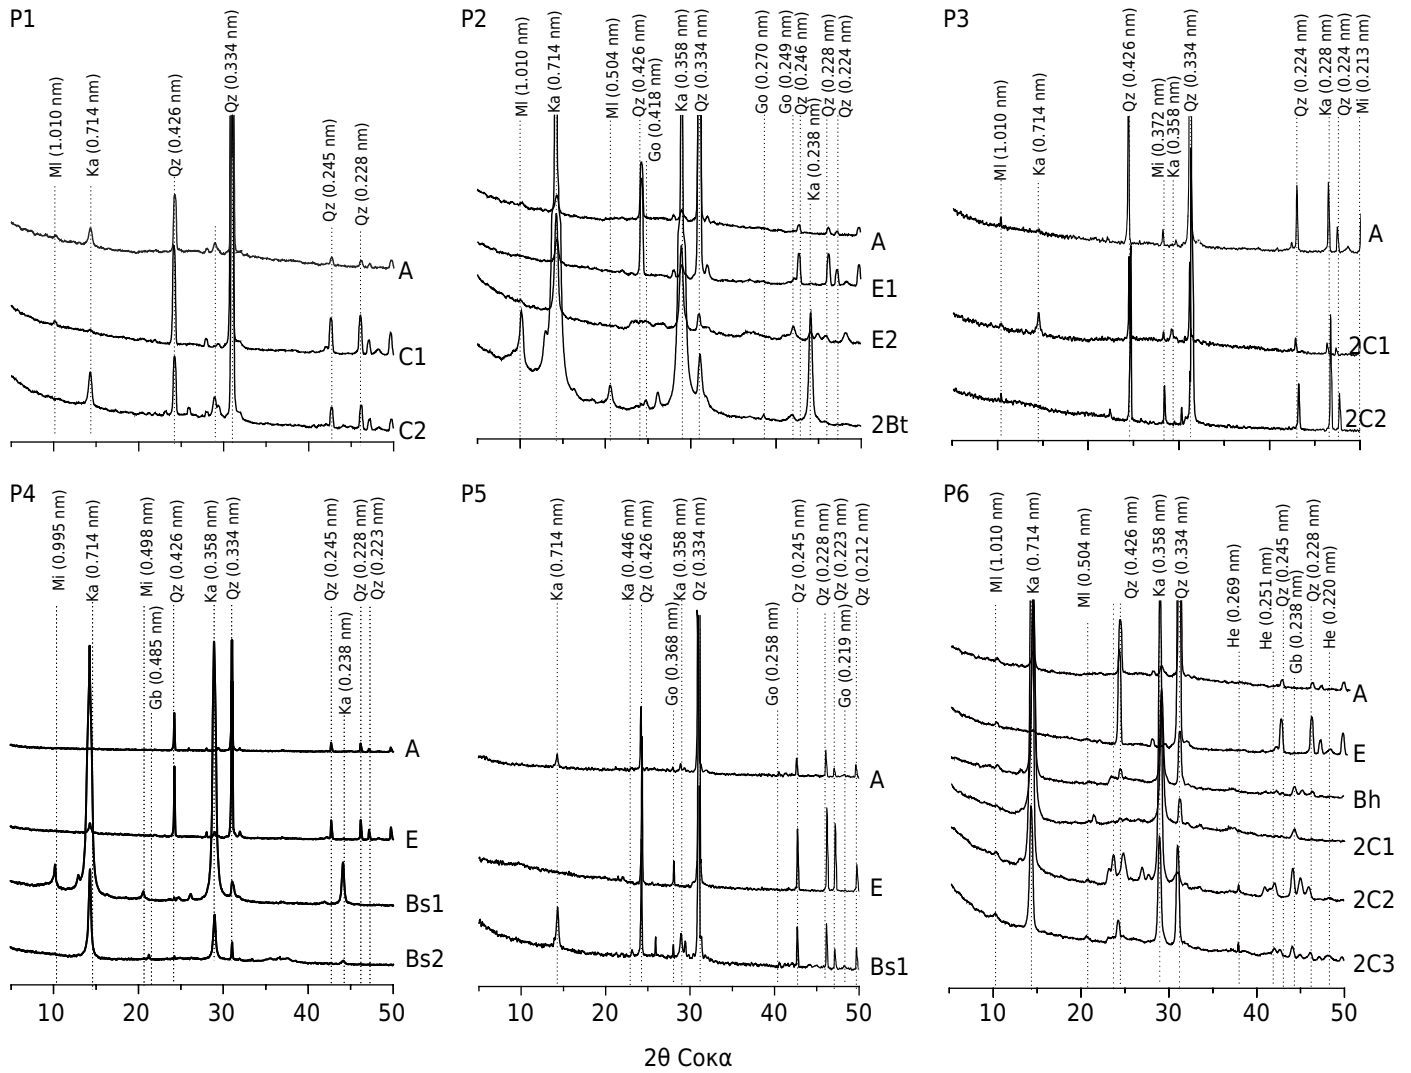 P1
Ml (1.010 nm)
Ka (0.714 nm)
Qz (0.426 nm)
Qz (0.334 nm)
Qz (0.245 nm)
Qz (0.228 nm)
A
C1
C2
P2
Ml (1.010 nm)
Ka (0.714 nm)
Ml (0.504 nm)
Qz (0.426 nm)
Go (0.418 nm)
Ka (0.358 nm)
Qz (0.334 nm)
Go (0.270 nm)
Go (0.249 nm)
Qz (0.246 nm)
Ka (0.238 nm)
Qz (0.228 nm)
Qz (0.224 nm)
A
E1
E2
2Bt
P3
Ml (1.010 nm)
Ka (0.714 nm)
Qz (0.426 nm)
Mi (0.372 nm)
Ka (0.358 nm)
Qz (0.334 nm)
Qz (0.224 nm)
Ka (0.228 nm)
Qz (0.224 nm)
Mi (0.213 nm)
A
2C1
2C2
P4
Mi (0.995 nm)
Ka (0.714 nm)
Mi (0.498 nm)
Gb (0.485 nm)
Qz (0.426 nm)
Ka (0.358 nm)
Qz (0.334 nm)
Qz (0.245 nm)
Ka (0.238 nm)
Qz (0.228 nm)
Qz (0.223 nm)
A
E
Bs1
Bs2
10 20 30 40 50
P5
Ka (0.714 nm)
Ka (0.446 nm)
Qz (0.426 nm)
Go (0.368 nm)
Ka (0.358 nm)
Qz (0.334 nm)
Go (0.258 nm)
Qz (0.245 nm)
Qz (0.228 nm)
Qz (0.223 nm)
Go (0.219 nm)
Qz (0.212 nm)
A
E
Bs1
10 20 30 40 50
P6
Ml (1.010 nm)
Ka (0.714 nm)
Ml (0.504 nm)
Qz (0.426 nm)
Ka (0.358 nm)
Qz (0.334 nm)
He (0.269 nm)
He (0.251 nm)
Qz (0.245 nm)
Gb (0.238 nm)
Qz (0.228 nm)
He (0.220 nm)
A
E
Bh
2C1
2C2
2C3
10 20 30 40 50
2θ Coκα